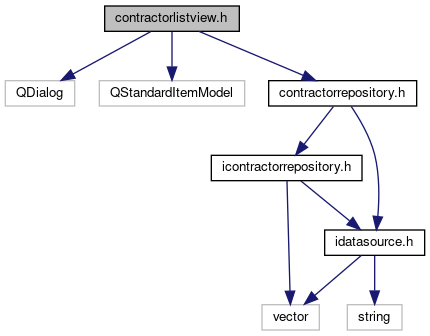 contractorlistview.h
QDialog
QStandardItemModel
contractorrepository.h
icontractorrepository.h
idatasource.h
vector
string